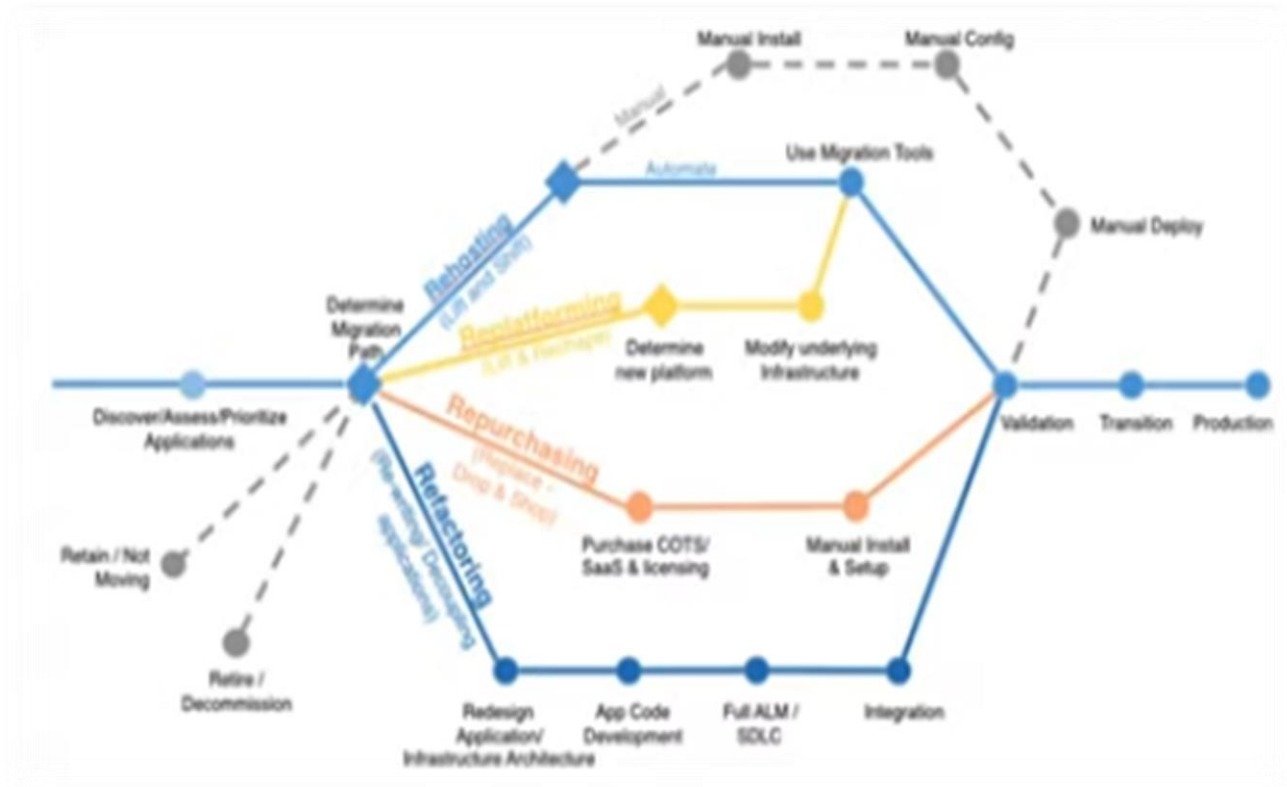 Manual Install
Manual Config
Manual
Use Migration Tools
Automate
Manual Deploy
Rehosting
(Lift and Shift)
Determine
Migration
Path
Replatforming
(Lift & Reshape)
Determine
new platform
Modify underlying
Infrastructure
Discover/Assess/Prioritize
Applications
Validation
Transition
Production
Repurchasing
(Replace -
Drop & Shop)
Purchase COTS/
SaaS & licensing
Manual Install
& Setup
Refactoring
(Re-writing/ Decoupling
applications)
Retain / Not
Moving
Retire /
Decommission
Redesign
Application/
Infrastructure Architecture
App Code
Development
Full ALM /
SDLC
Integration